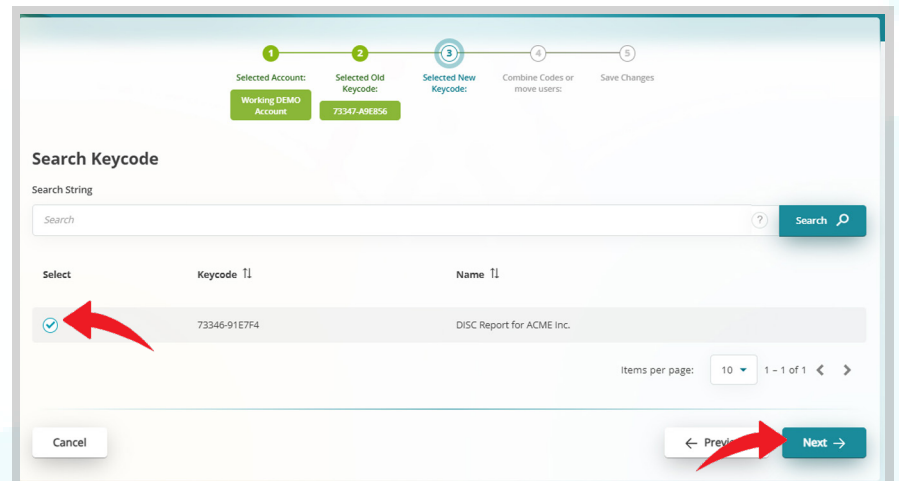 1 2 3 4 5
Selected Account: Selected Old Keycode: Selected New Keycode: Combine Codes or move users: Save Changes
Working DEMO Account 73347-A9E856
Search Keycode
Search String
Search ? Search
Select Keycode Name
73346-91E7F4 DISC Report for ACME Inc.
Items per page: 10 1 – 1 of 1
Cancel Next